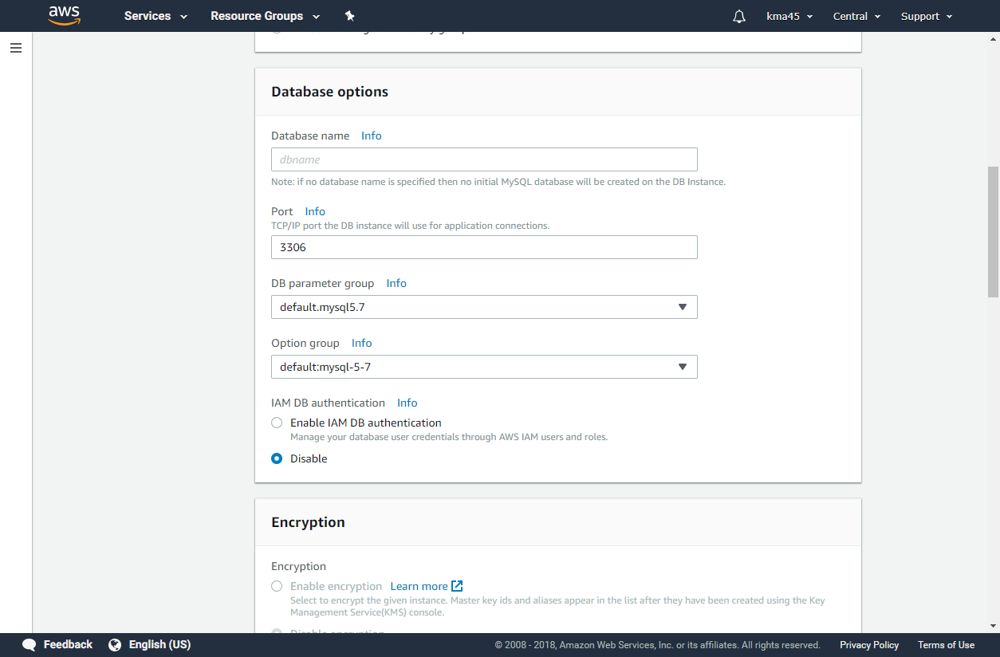 aws Services Resource Groups kma45 Central Support
Database options
Database name Info
dbname
Note: if no database name is specified then no initial MySQL database will be created on the DB Instance.
Port Info
TCP/IP port the DB instance will use for application connections.
3306
DB parameter group Info
default.mysql5.7
Option group Info
default:mysql-5-7
IAM DB authentication Info
Enable IAM DB authentication
Manage your database user credentials through AWS IAM users and roles.
Disable
Encryption
Encryption
Enable encryption Learn more
Select to encrypt the given instance. Master key ids and aliases appear in the list after they have been created using the Key
Management Service(KMS) console.
Disable encryption
Feedback English (US) © 2008 - 2018, Amazon Web Services, Inc. or its affiliates. All rights reserved. Privacy Policy Terms of Use